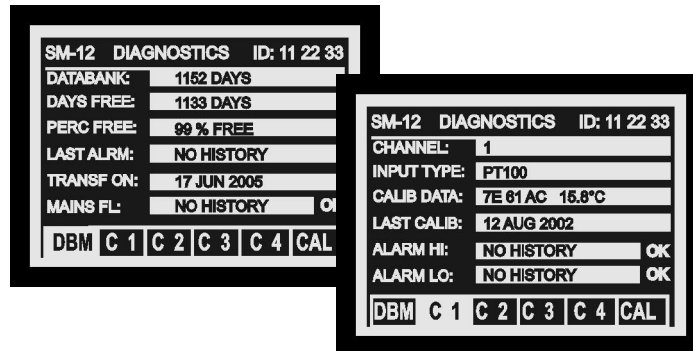 SM-12 DIAGNOSTICS ID: 11 22 33
DATABANK: 1152 DAYS
DAYS FREE: 1133 DAYS
PERC FREE: 99 % FREE
LAST ALRM: NO HISTORY
TRANSF ON: 17 JUN 2005
MAINS FL: NO HISTORY
DBM C 1 C 2 C 3 C 4 CAL
SM-12 DIAGNOSTICS ID: 11 22 33
CHANNEL: 1
INPUT TYPE: PT100
CALIB DATA: 7E 61 AC 15.8°C
LAST CALIB: 12 AUG 2002
ALARM HI: NO HISTORY OK
ALARM LO: NO HISTORY OK
DBM C 1 C 2 C 3 C 4 CAL